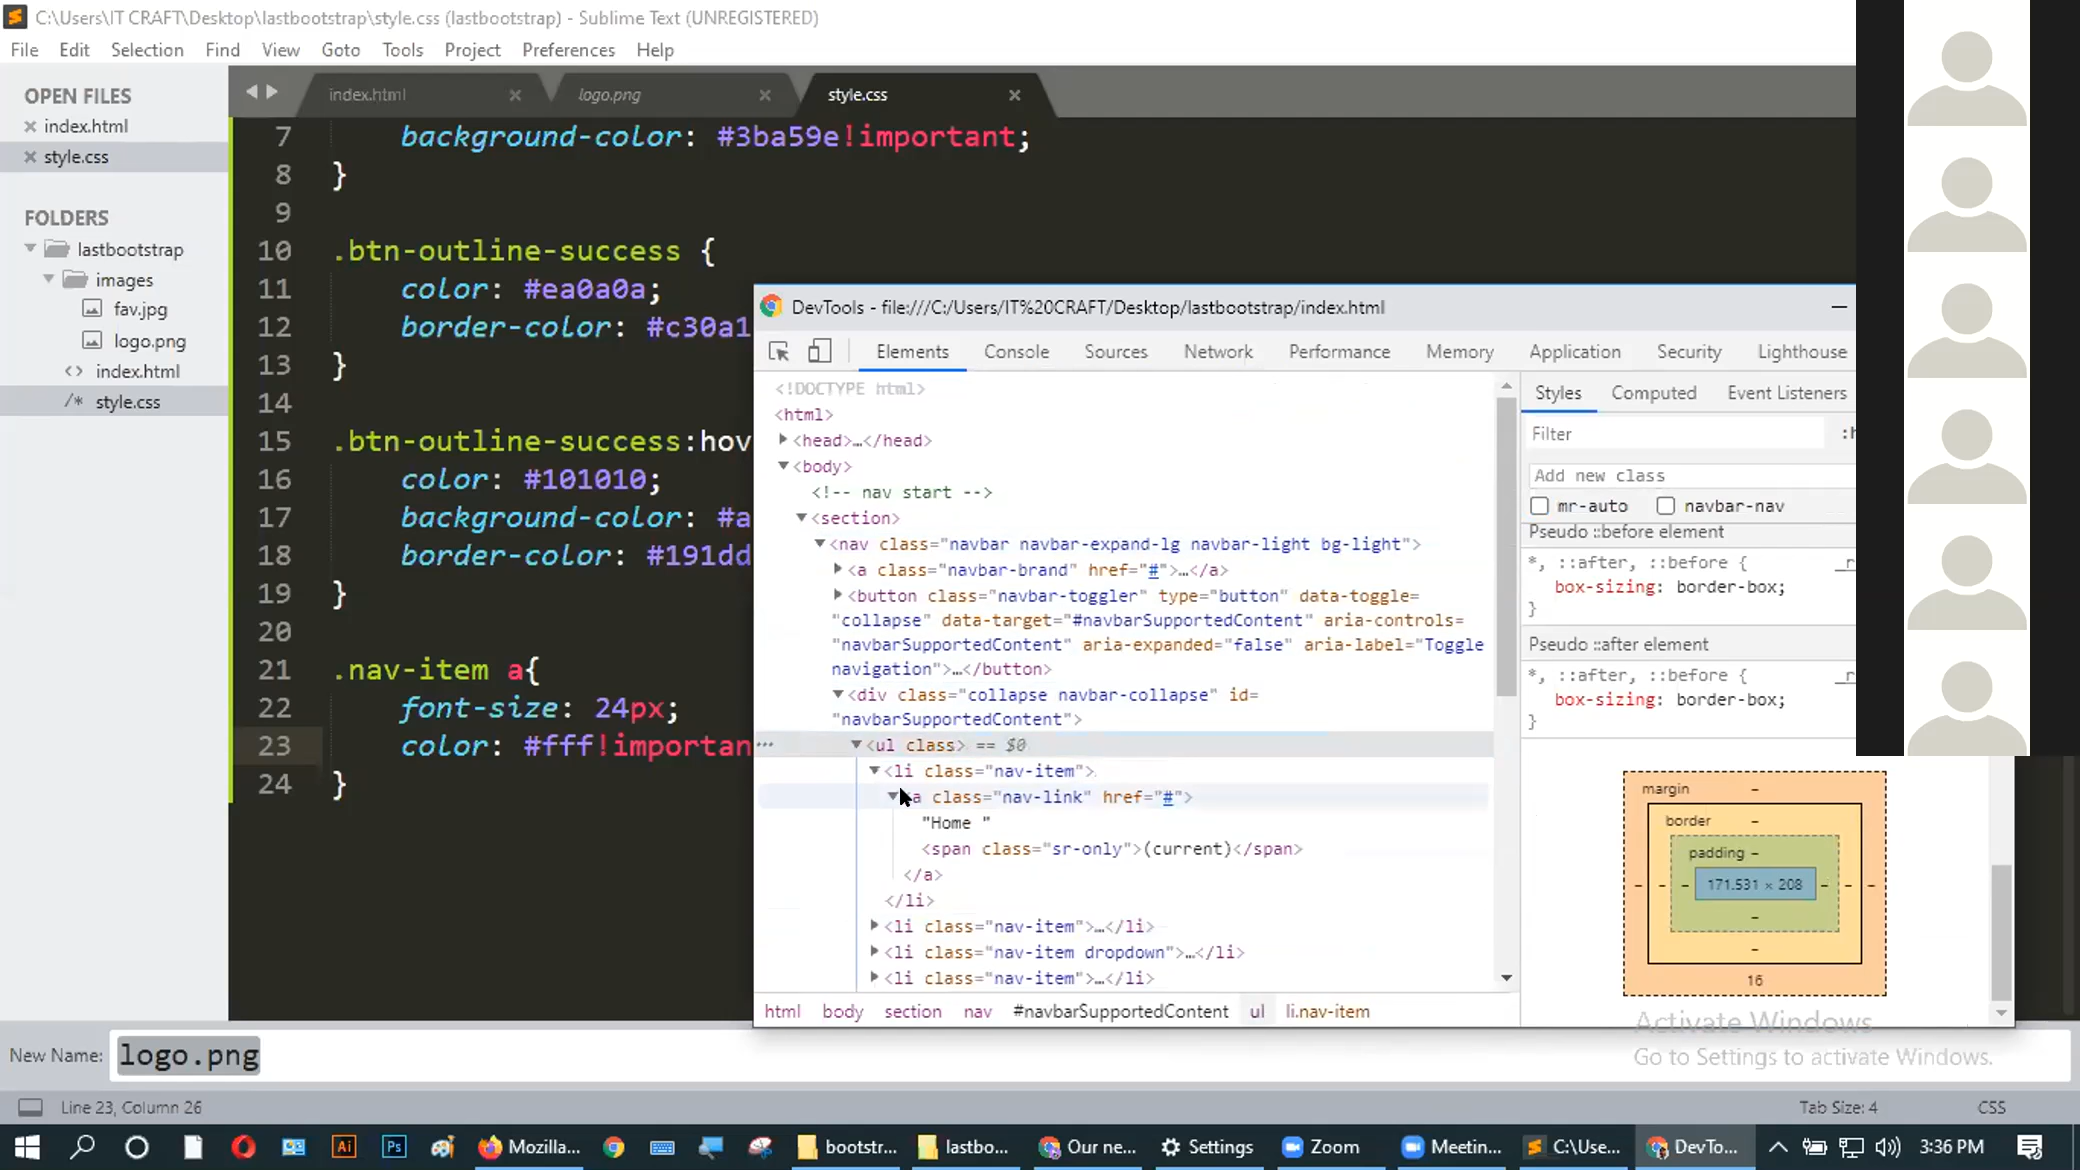 C:\Users\IT CRAFT\Desktop\lastbootstrap\style.css (lastbootstrap) - Sublime Text (UNREGISTERED)
File Edit Selection Find View Goto Tools Project Preferences Help
OPEN FILES
index.html
style.css
FOLDERS
lastbootstrap
images
fav.jpg
logo.png
<> index.html
/* style.css
index.html × logo.png × style.css ×
7 background-color: #3ba59e!important;
8 }
9
10 .btn-outline-success {
11 color: #ea0a0a;
12 border-color: #c30a1
13 }
14
15 .btn-outline-success:hov
16 color: #101010;
17 background-color: #a
18 border-color: #191dd
19 }
20
21 .nav-item a{
22 font-size: 24px;
23 color: #fff!importan
24 }
DevTools - file:///C:/Users/IT%20CRAFT/Desktop/lastbootstrap/index.html
Elements Console Sources Network Performance Memory Application Security Lighthouse
<!DOCTYPE html>
<html>
<head>…</head>
<body>
<!-- nav start -->
<section>
<nav class="navbar navbar-expand-lg navbar-light bg-light">
<a class="navbar-brand" href="#">…</a>
<button class="navbar-toggler" type="button" data-toggle=
"collapse" data-target="#navbarSupportedContent" aria-controls=
"navbarSupportedContent" aria-expanded="false" aria-label="Toggle
navigation">…</button>
<div class="collapse navbar-collapse" id=
"navbarSupportedContent">
<ul class> == $0
<li class="nav-item">
a class="nav-link" href="#">
"Home "
<span class="sr-only">(current)</span>
</a>
</li>
<li class="nav-item">…</li>
<li class="nav-item dropdown">…</li>
<li class="nav-item">…</li>
html body section nav #navbarSupportedContent ul li.nav-item
Styles Computed Event Listeners
Filter
Add new class
mr-auto navbar-nav
Pseudo ::before element
*, ::after, ::before {
box-sizing: border-box;
}
Pseudo ::after element
*, ::after, ::before {
box-sizing: border-box;
}
margin -
border -
padding -
171.531 × 208
16
Activate Windows
Go to Settings to activate Windows.
New Name: logo.png
Line 23, Column 26 Tab Size: 4 CSS
Mozilla... bootstr... lastbo... Our ne... Settings Zoom Meetin... C:\Use... DevTo... 3:36 PM